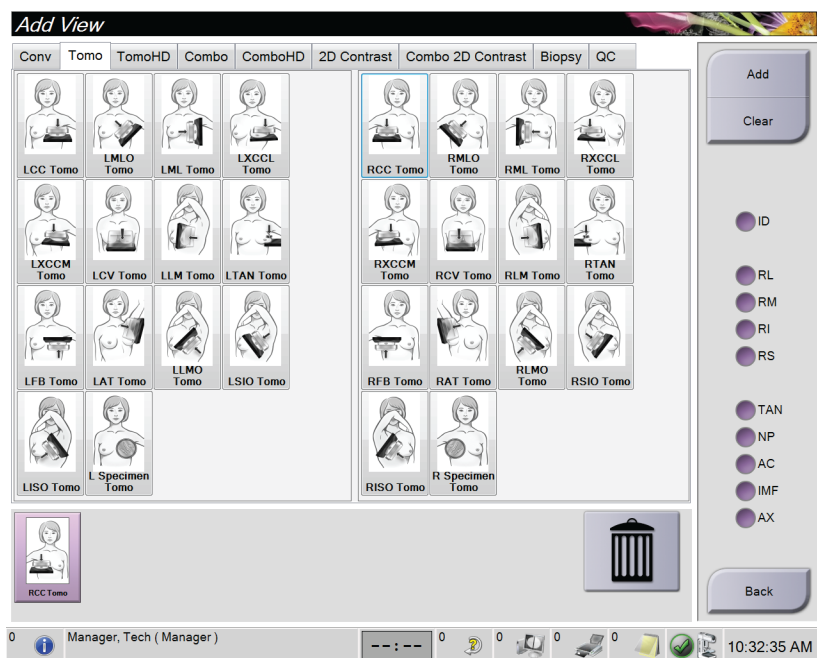 Add View
Conv Tomo TomoHD Combo ComboHD 2D Contrast Combo 2D Contrast Biopsy QC
LCC Tomo
LMLO
Tomo
LML Tomo
LXCCL
Tomo
LXCCM
Tomo
LCV Tomo
LLM Tomo
LTAN Tomo
LFB Tomo
LAT Tomo
LLMO
Tomo
LSIO Tomo
LISO Tomo
L Specimen
Tomo
RCC Tomo
RMLO
Tomo
RML Tomo
RXCCL
Tomo
RXCCM
Tomo
RCV Tomo
RLM Tomo
RTAN
Tomo
RFB Tomo
RAT Tomo
RLMO
Tomo
RSIO Tomo
RISO Tomo
R Specimen
Tomo
Add
Clear
ID
RL
RM
RI
RS
TAN
NP
AC
IMF
AX
Back
RCC Tomo
0 Manager, Tech ( Manager ) --:-- 0 0 0 0 10:32:35 AM